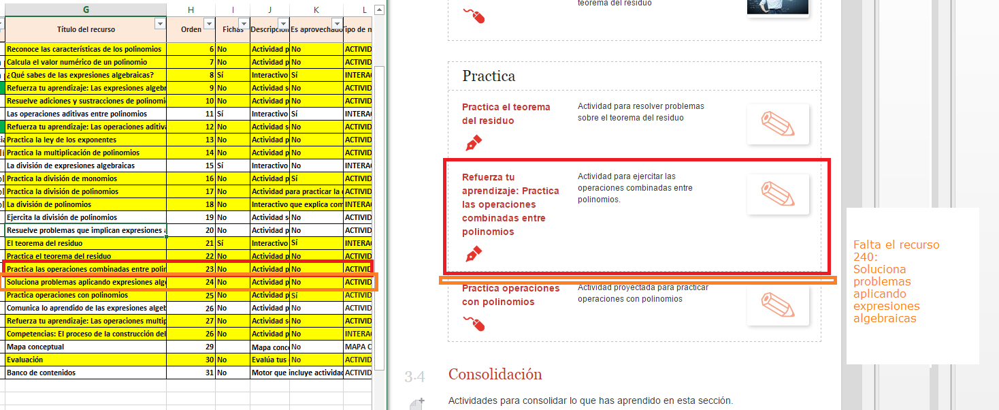 G H I J K L
Título del recurso Orden Fichas Descripción Es aprovechado Tipo de m
Reconoce las características de los polinomios 6 No Actividad p No ACTIVID
Calcula el valor numérico de un polinomio 7 No Actividad p No ACTIVID
¿Qué sabes de las expresiones algebraicas? 8 Sí Interactivo Sí INTERA
Refuerza tu aprendizaje: Las expresiones algebr 9 No Actividad s No ACTIVID
Resuelve adiciones y sustracciones de polinomi 10 No Actividad p No ACTIVID
Las operaciones aditivas entre polinomios 11 Sí Interactivo Sí INTERA
Refuerza tu aprendizaje: Las operaciones aditiva 12 No Actividad s No ACTIVID
Practica la ley de los exponentes 13 No Actividad p No ACTIVID
Practica la multiplicación de polinomios 14 No Actividad p No ACTIVID
La división de expresiones algebraicas 15 Sí Interactivo No INTERA
Practica la división de monomios 16 No Actividad p Sí ACTIVID
Practica la división de polinomios 17 No Actividad para practicar la d ACTIVID
La división de polinomios 18 No Interactivo que explica com INTERA
Ejercita la división de polinomios 19 No Actividad p No ACTIVID
Resuelve problemas que implican expresiones a 20 No Actividad p No ACTIVID
El teorema del residuo 21 Sí Interactivo Sí INTERA
Practica el teorema del residuo 22 No Actividad p No ACTIVID
Practica las operaciones combinadas entre polin 23 No Actividad p No ACTIVID
Soluciona problemas aplicando expresiones alge 24 No Actividad p No ACTIVID
Practica operaciones con polinomios 25 No Actividad p Sí ACTIVID
Comunica lo aprendido de las expresiones algeb 26 No Actividad p No ACTIVID
Refuerza tu aprendizaje: Las operaciones multip 27 No Actividad s No ACTIVID
Competencias: El proceso de la construcción del 26 No Actividad p No INTERA
Mapa conceptual 29 Mapa conce No MAPA C
Evaluación 30 No Evalúa tus No ACTIVID
Banco de contenidos 31 No Motor que incluye actividad ACTIVID
teorema del residuo
Practica
Practica el teorema
del residuo
Actividad para resolver problemas
sobre el teorema del residuo
Refuerza tu
aprendizaje: Practica
las operaciones
combinadas entre
polinomios
Actividad para ejercitar las
operaciones combinadas entre
polinomios.
Practica operaciones
con polinomios
Actividad proyectada para practicar
operaciones con polinomios
3.4 Consolidación
Actividades para consolidar lo que has aprendido en esta sección.
Falta el recurso
240:
Soluciona
problemas
aplicando
expresiones
algebraicas